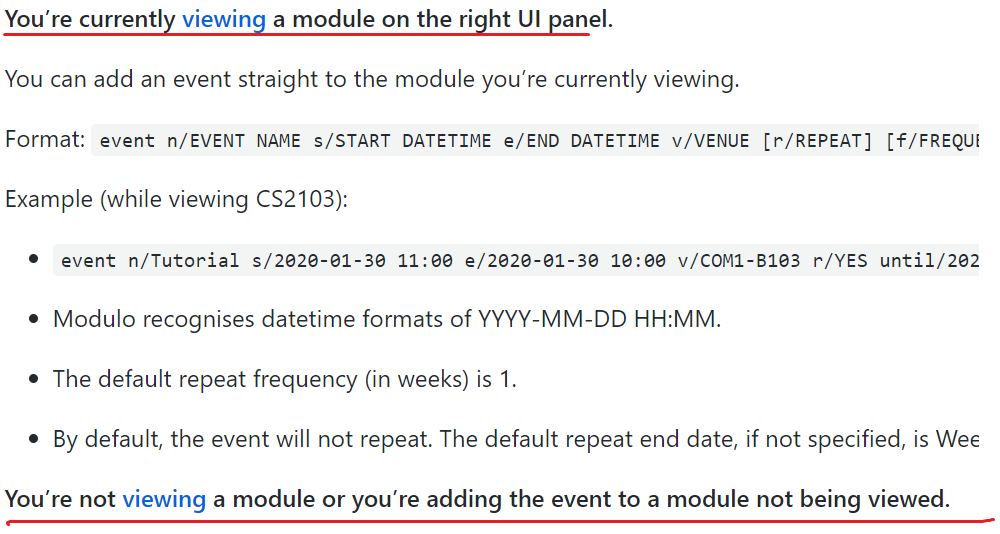 You're currently viewing a module on the right UI panel.
You can add an event straight to the module you're currently viewing.
Format: event n/EVENT NAME s/START DATETIME e/END DATETIME v/VENUE [r/REPEAT] [f/FREQUE
Example (while viewing CS2103):
event n/Tutorial s/2020-01-30 11:00 e/2020-01-30 10:00 v/COM1-B103 r/YES until/202
Modulo recognises datetime formats of YYYY-MM-DD HH:MM.
The default repeat frequency (in weeks) is 1.
By default, the event will not repeat. The default repeat end date, if not specified, is Wee
You're not viewing a module or you're adding the event to a module not being viewed.